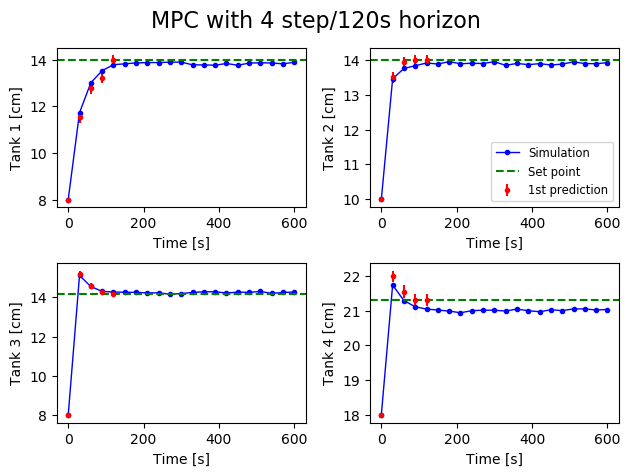 MPC with 4 step/120s horizon
14
12
10
8
Tank 1 [cm]
0
200
400
600
Time [s]
14
13
12
11
10
Tank 2 [cm]
Simulation
Set point
1st prediction
0
200
400
600
Time [s]
14
12
10
8
Tank 3 [cm]
0
200
400
600
Time [s]
22
21
20
19
18
Tank 4 [cm]
0
200
400
600
Time [s]